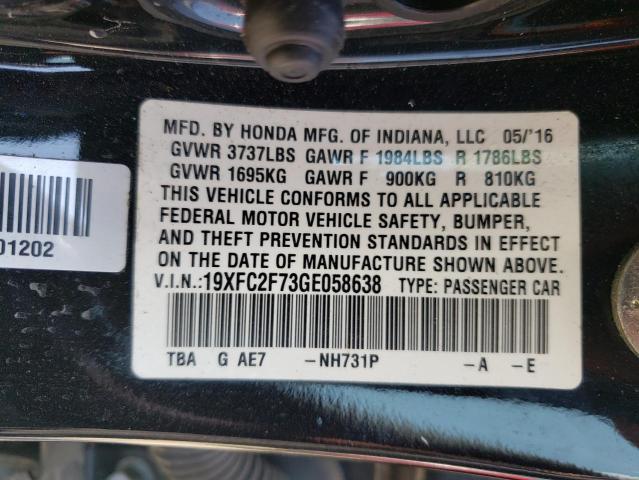 MFD. BY HONDA MFG. OF INDIANA, LLC 05/'16
GVWR 3737LBS GAWR F 1984LBS R 1786LBS
GVWR 1695KG GAWR F 900KG R 810KG
THIS VEHICLE CONFORMS TO ALL APPLICABLE
FEDERAL MOTOR VEHICLE SAFETY, BUMPER,
AND THEFT PREVENTION STANDARDS IN EFFECT
ON THE DATE OF MANUFACTURE SHOWN ABOVE.
V.I.N.:19XFC2F73GE058638 TYPE: PASSENGER CAR
TBA G AE7 -NH731P -A -E
01202